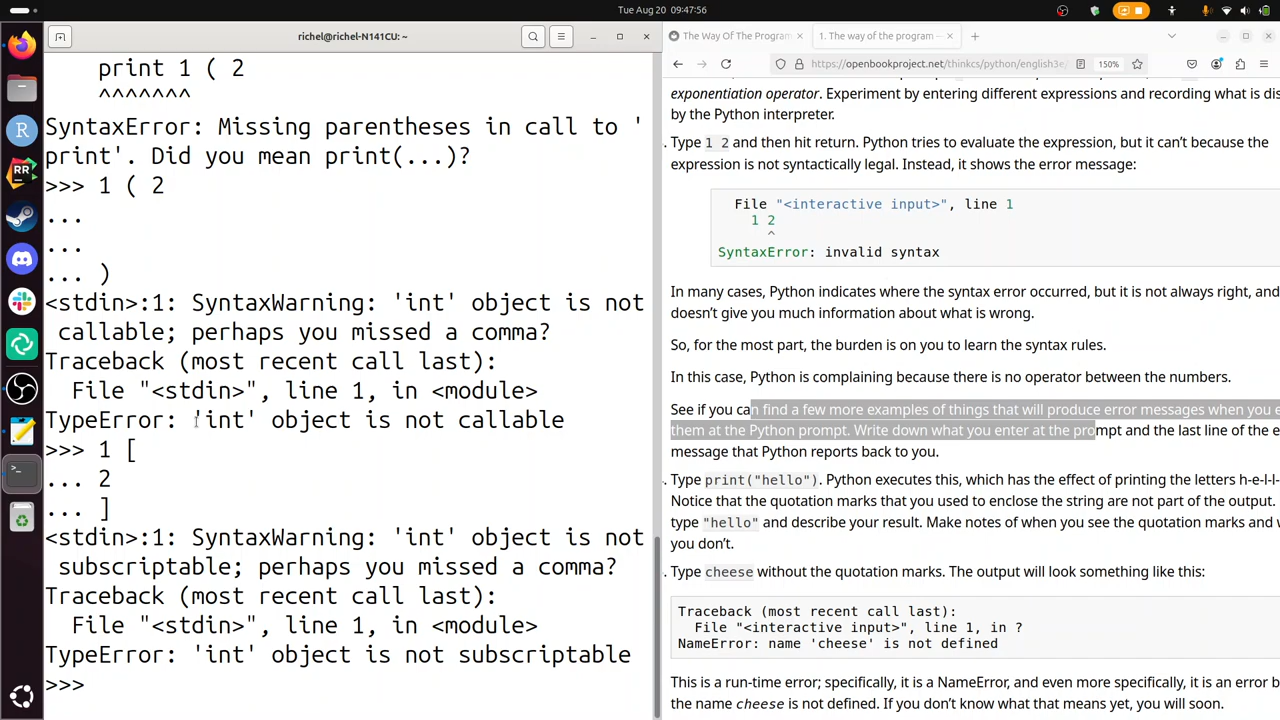 Tue Aug 20 09:47:56
richel@richel-N141CU: ~
print 1 ( 2
^^^^^^^
SyntaxError: Missing parentheses in call to '
print'. Did you mean print(...)?
>>> 1 ( 2
...
...
... )
<stdin>:1: SyntaxWarning: 'int' object is not
callable; perhaps you missed a comma?
Traceback (most recent call last):
File "<stdin>", line 1, in <module>
TypeError: 'int' object is not callable
>>> 1 [
... 2
... ]
<stdin>:1: SyntaxWarning: 'int' object is not
subscriptable; perhaps you missed a comma?
Traceback (most recent call last):
File "<stdin>", line 1, in <module>
TypeError: 'int' object is not subscriptable
>>>
The Way Of The Program
1. The way of the program —
https://openbookproject.net/thinkcs/python/english3e/
150%
exponentiation operator. Experiment by entering different expressions and recording what is dis
by the Python interpreter.
. Type 1 2 and then hit return. Python tries to evaluate the expression, but it can't because the
expression is not syntactically legal. Instead, it shows the error message:
File "<interactive input>", line 1
1 2
^
SyntaxError: invalid syntax
In many cases, Python indicates where the syntax error occurred, but it is not always right, and
doesn't give you much information about what is wrong.
So, for the most part, the burden is on you to learn the syntax rules.
In this case, Python is complaining because there is no operator between the numbers.
See if you can find a few more examples of things that will produce error messages when you e
them at the Python prompt. Write down what you enter at the prompt and the last line of the e
message that Python reports back to you.
. Type print("hello"). Python executes this, which has the effect of printing the letters h-e-l-l-
Notice that the quotation marks that you used to enclose the string are not part of the output.
type "hello" and describe your result. Make notes of when you see the quotation marks and w
you don't.
. Type cheese without the quotation marks. The output will look something like this:
Traceback (most recent call last):
File "<interactive input>", line 1, in ?
NameError: name 'cheese' is not defined
This is a run-time error; specifically, it is a NameError, and even more specifically, it is an error b
the name cheese is not defined. If you don't know what that means yet, you will soon.